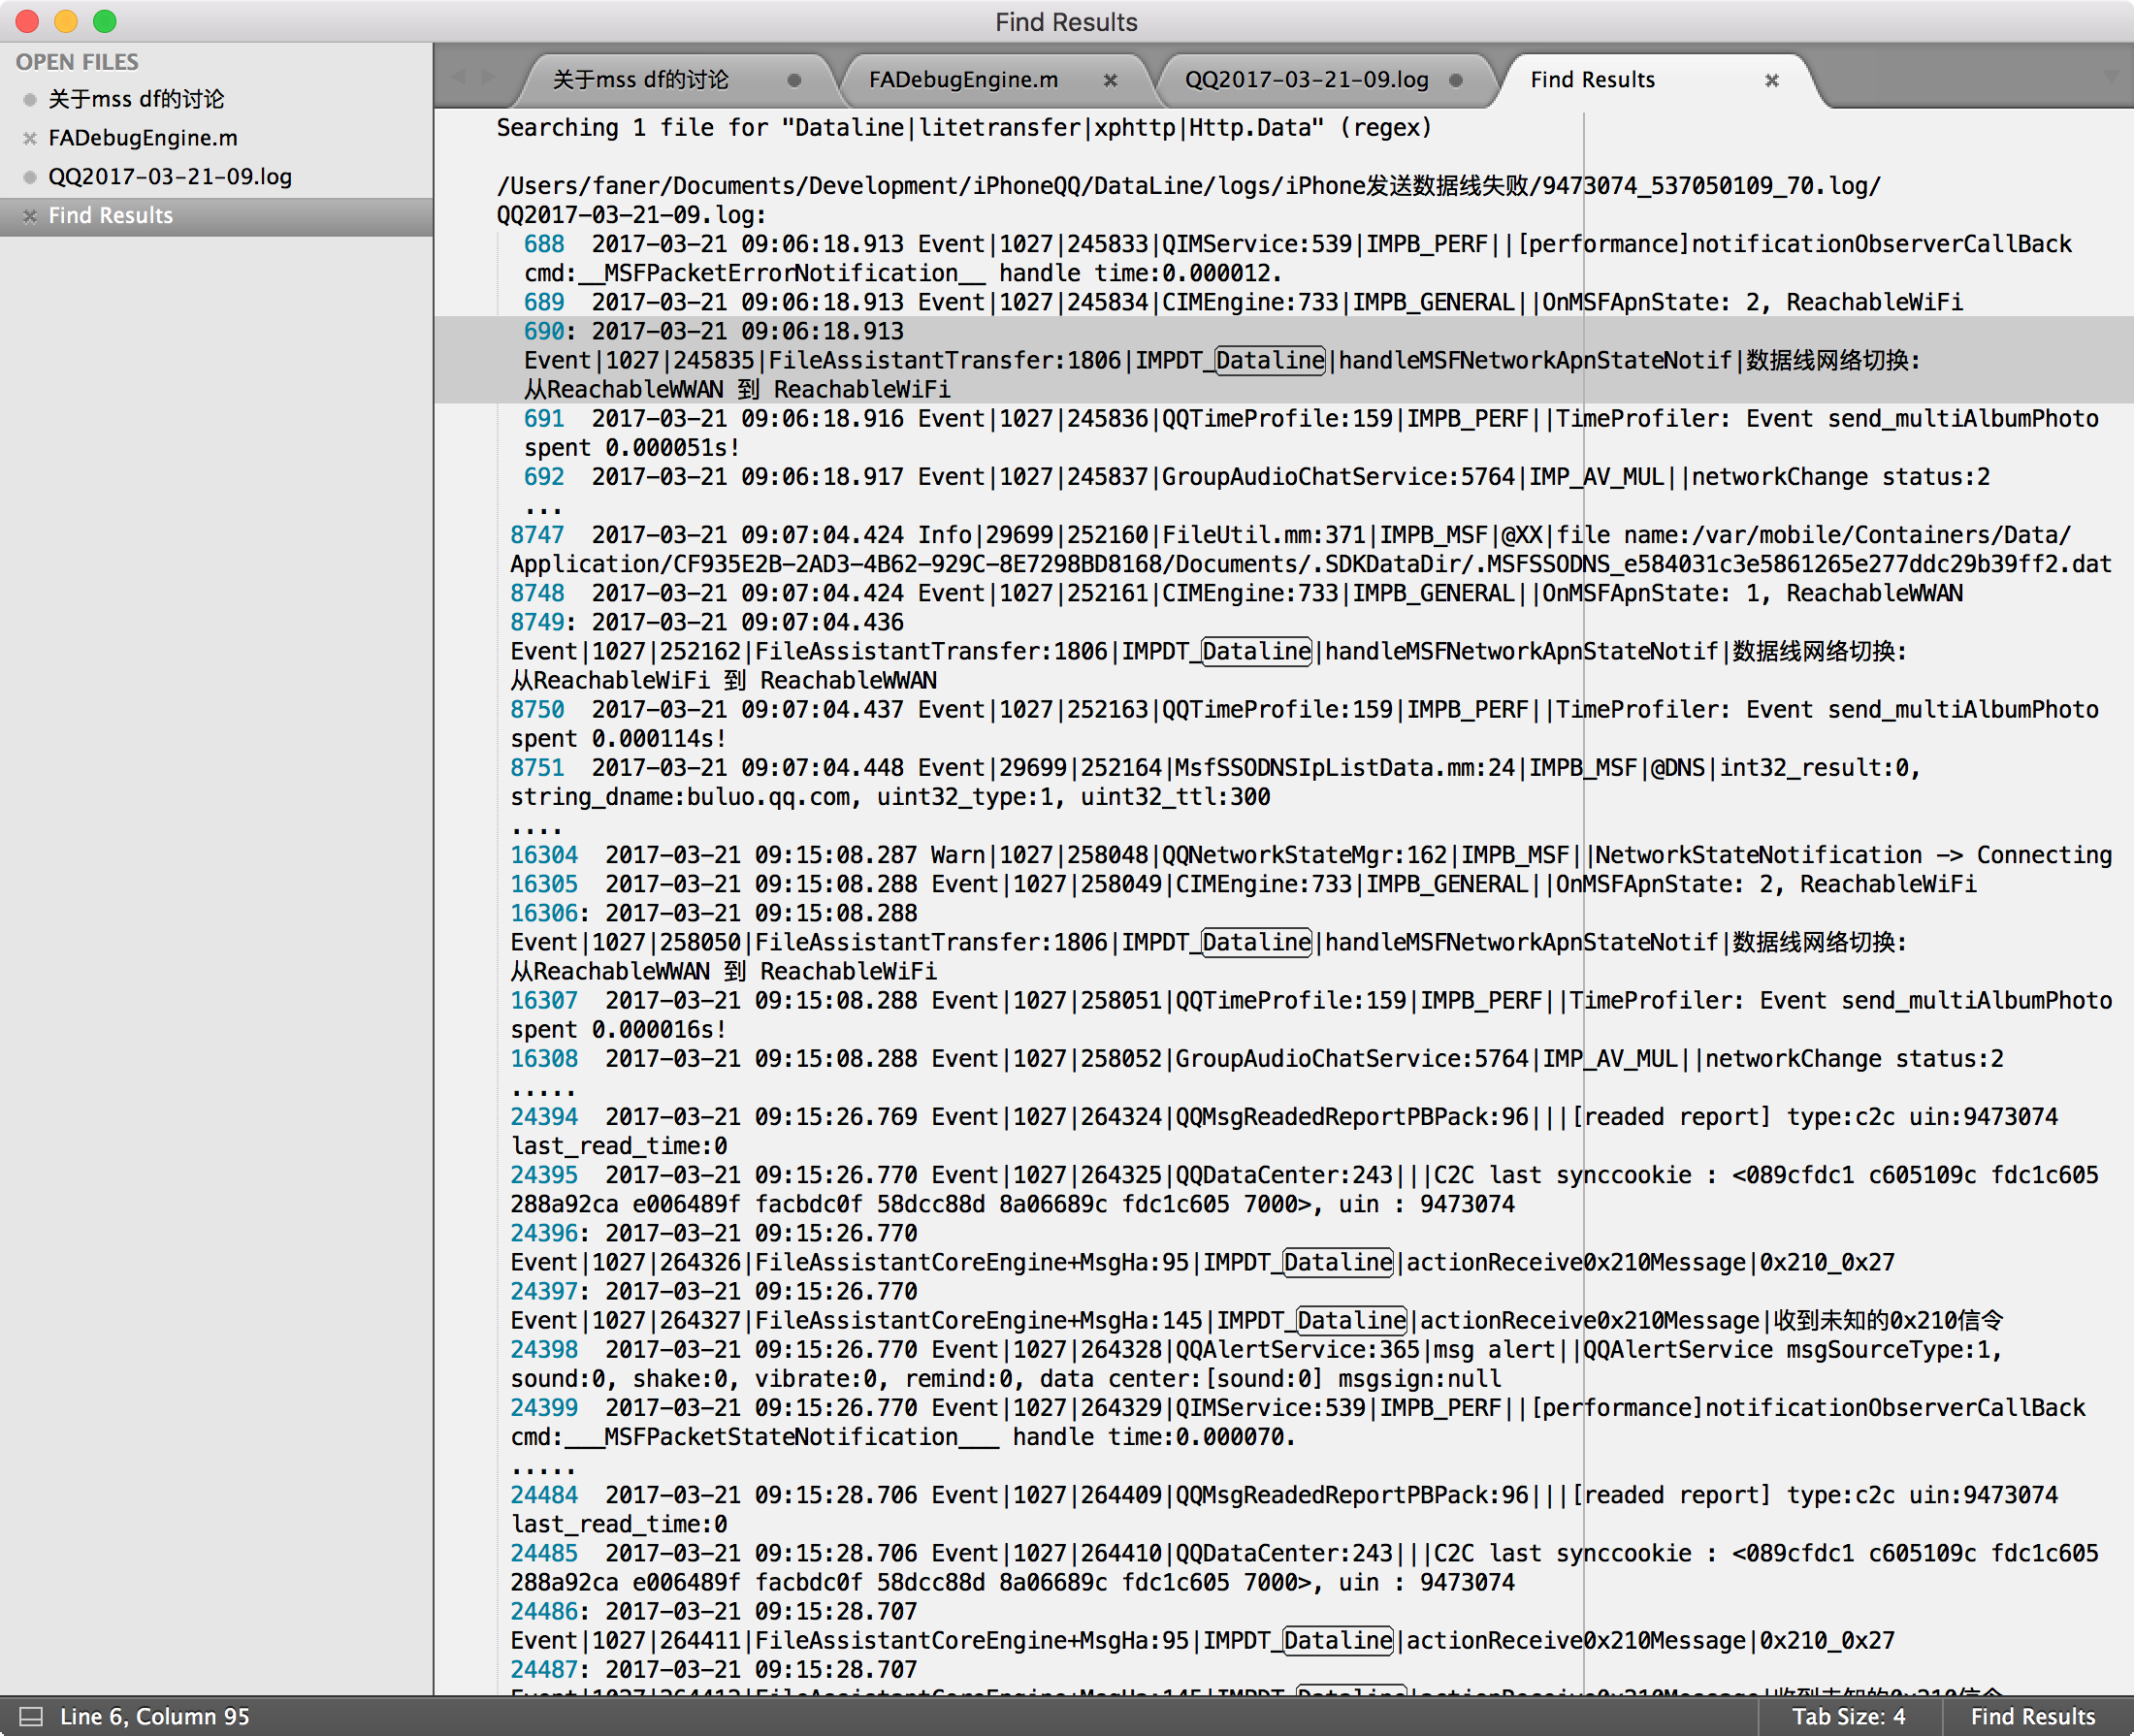 Find Results
OPEN FILES
关于mss df的讨论
FADebugEngine.m
QQ2017-03-21-09.log
Find Results
关于mss df的讨论
FADebugEngine.m
QQ2017-03-21-09.log
Find Results
Searching 1 file for "Dataline|litetransfer|xphttp|Http.Data" (regex)
/Users/faner/Documents/Development/iPhoneQQ/DataLine/logs/iPhone发送数据线失败/9473074_537050109_70.log/
QQ2017-03-21-09.log:
688  2017-03-21 09:06:18.913 Event|1027|245833|QIMService:539|IMPB_PERF||[performance]notificationObserverCallBack
cmd:__MSFPacketErrorNotification__ handle time:0.000012.
689  2017-03-21 09:06:18.913 Event|1027|245834|CIMEngine:733|IMPB_GENERAL||OnMSFApnState: 2, ReachableWiFi
690: 2017-03-21 09:06:18.913
Event|1027|245835|FileAssistantTransfer:1806|IMPDT_Dataline|handleMSFNetworkApnStateNotif|数据线网络切换:
从ReachableWWAN 到 ReachableWiFi
691  2017-03-21 09:06:18.916 Event|1027|245836|QQTimeProfile:159|IMPB_PERF||TimeProfiler: Event send_multiAlbumPhoto
spent 0.000051s!
692  2017-03-21 09:06:18.917 Event|1027|245837|GroupAudioChatService:5764|IMP_AV_MUL||networkChange status:2
...
8747  2017-03-21 09:07:04.424 Info|29699|252160|FileUtil.mm:371|IMPB_MSF|@XX|file name:/var/mobile/Containers/Data/
Application/CF935E2B-2AD3-4B62-929C-8E7298BD8168/Documents/.SDKDataDir/.MSFSSODNS_e584031c3e5861265e277ddc29b39ff2.dat
8748  2017-03-21 09:07:04.424 Event|1027|252161|CIMEngine:733|IMPB_GENERAL||OnMSFApnState: 1, ReachableWWAN
8749: 2017-03-21 09:07:04.436
Event|1027|252162|FileAssistantTransfer:1806|IMPDT_Dataline|handleMSFNetworkApnStateNotif|数据线网络切换:
从ReachableWiFi 到 ReachableWWAN
8750  2017-03-21 09:07:04.437 Event|1027|252163|QQTimeProfile:159|IMPB_PERF||TimeProfiler: Event send_multiAlbumPhoto
spent 0.000114s!
8751  2017-03-21 09:07:04.448 Event|29699|252164|MsfSSODNSIpListData.mm:24|IMPB_MSF|@DNS|int32_result:0,
string_dname:buluo.qq.com, uint32_type:1, uint32_ttl:300
....
16304  2017-03-21 09:15:08.287 Warn|1027|258048|QQNetworkStateMgr:162|IMPB_MSF||NetworkStateNotification -> Connecting
16305  2017-03-21 09:15:08.288 Event|1027|258049|CIMEngine:733|IMPB_GENERAL||OnMSFApnState: 2, ReachableWiFi
16306: 2017-03-21 09:15:08.288
Event|1027|258050|FileAssistantTransfer:1806|IMPDT_Dataline|handleMSFNetworkApnStateNotif|数据线网络切换:
从ReachableWWAN 到 ReachableWiFi
16307  2017-03-21 09:15:08.288 Event|1027|258051|QQTimeProfile:159|IMPB_PERF||TimeProfiler: Event send_multiAlbumPhoto
spent 0.000016s!
16308  2017-03-21 09:15:08.288 Event|1027|258052|GroupAudioChatService:5764|IMP_AV_MUL||networkChange status:2
.....
24394  2017-03-21 09:15:26.769 Event|1027|264324|QQMsgReadedReportPBPack:96|||[readed report] type:c2c uin:9473074
last_read_time:0
24395  2017-03-21 09:15:26.770 Event|1027|264325|QQDataCenter:243|||C2C last synccookie : <089cfdc1 c605109c fdc1c605
288a92ca e006489f facbdc0f 58dcc88d 8a06689c fdc1c605 7000>, uin : 9473074
24396: 2017-03-21 09:15:26.770
Event|1027|264326|FileAssistantCoreEngine+MsgHa:95|IMPDT_Dataline|actionReceive0x210Message|0x210_0x27
24397: 2017-03-21 09:15:26.770
Event|1027|264327|FileAssistantCoreEngine+MsgHa:145|IMPDT_Dataline|actionReceive0x210Message|收到未知的0x210信令
24398  2017-03-21 09:15:26.770 Event|1027|264328|QQAlertService:365|msg alert||QQAlertService msgSourceType:1,
sound:0, shake:0, vibrate:0, remind:0, data center:[sound:0] msgsign:null
24399  2017-03-21 09:15:26.770 Event|1027|264329|QIMService:539|IMPB_PERF||[performance]notificationObserverCallBack
cmd:___MSFPacketStateNotification___ handle time:0.000070.
.....
24484  2017-03-21 09:15:28.706 Event|1027|264409|QQMsgReadedReportPBPack:96|||[readed report] type:c2c uin:9473074
last_read_time:0
24485  2017-03-21 09:15:28.706 Event|1027|264410|QQDataCenter:243|||C2C last synccookie : <089cfdc1 c605109c fdc1c605
288a92ca e006489f facbdc0f 58dcc88d 8a06689c fdc1c605 7000>, uin : 9473074
24486: 2017-03-21 09:15:28.707
Event|1027|264411|FileAssistantCoreEngine+MsgHa:95|IMPDT_Dataline|actionReceive0x210Message|0x210_0x27
24487: 2017-03-21 09:15:28.707
Line 6, Column 95
Tab Size: 4
Find Results